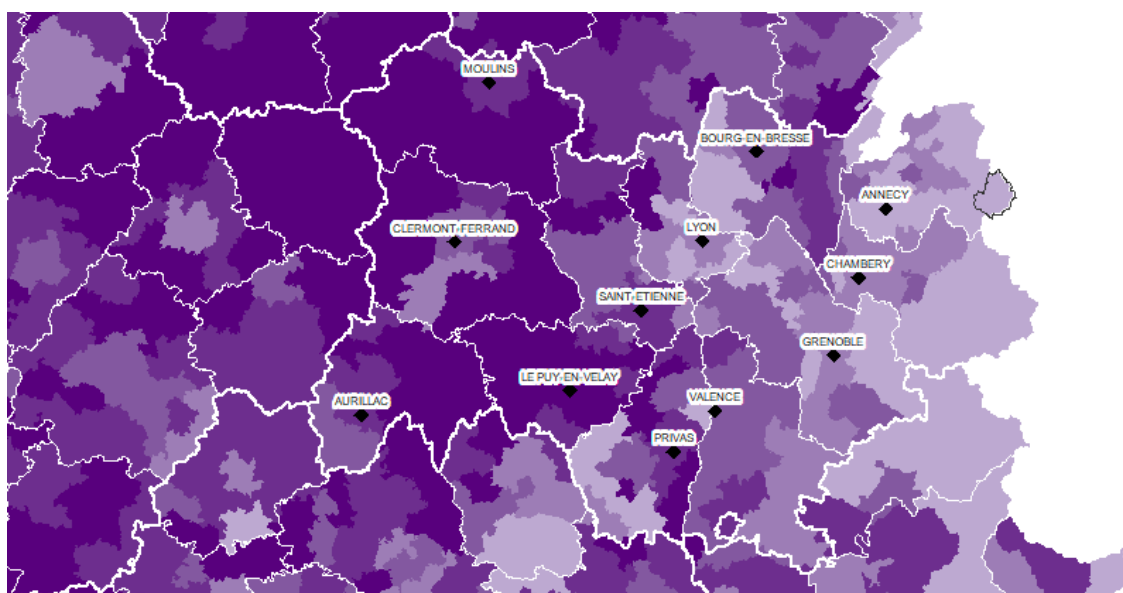 MOULINS
BOURG-EN-BRESSE
ANNECY
CLERMONT-FERRAND
LYON
CHAMBERY
SAINT-ETIENNE
GRENOBLE
LE PUY-EN-VELAY
AURILLAC
VALENCE
PRIVAS